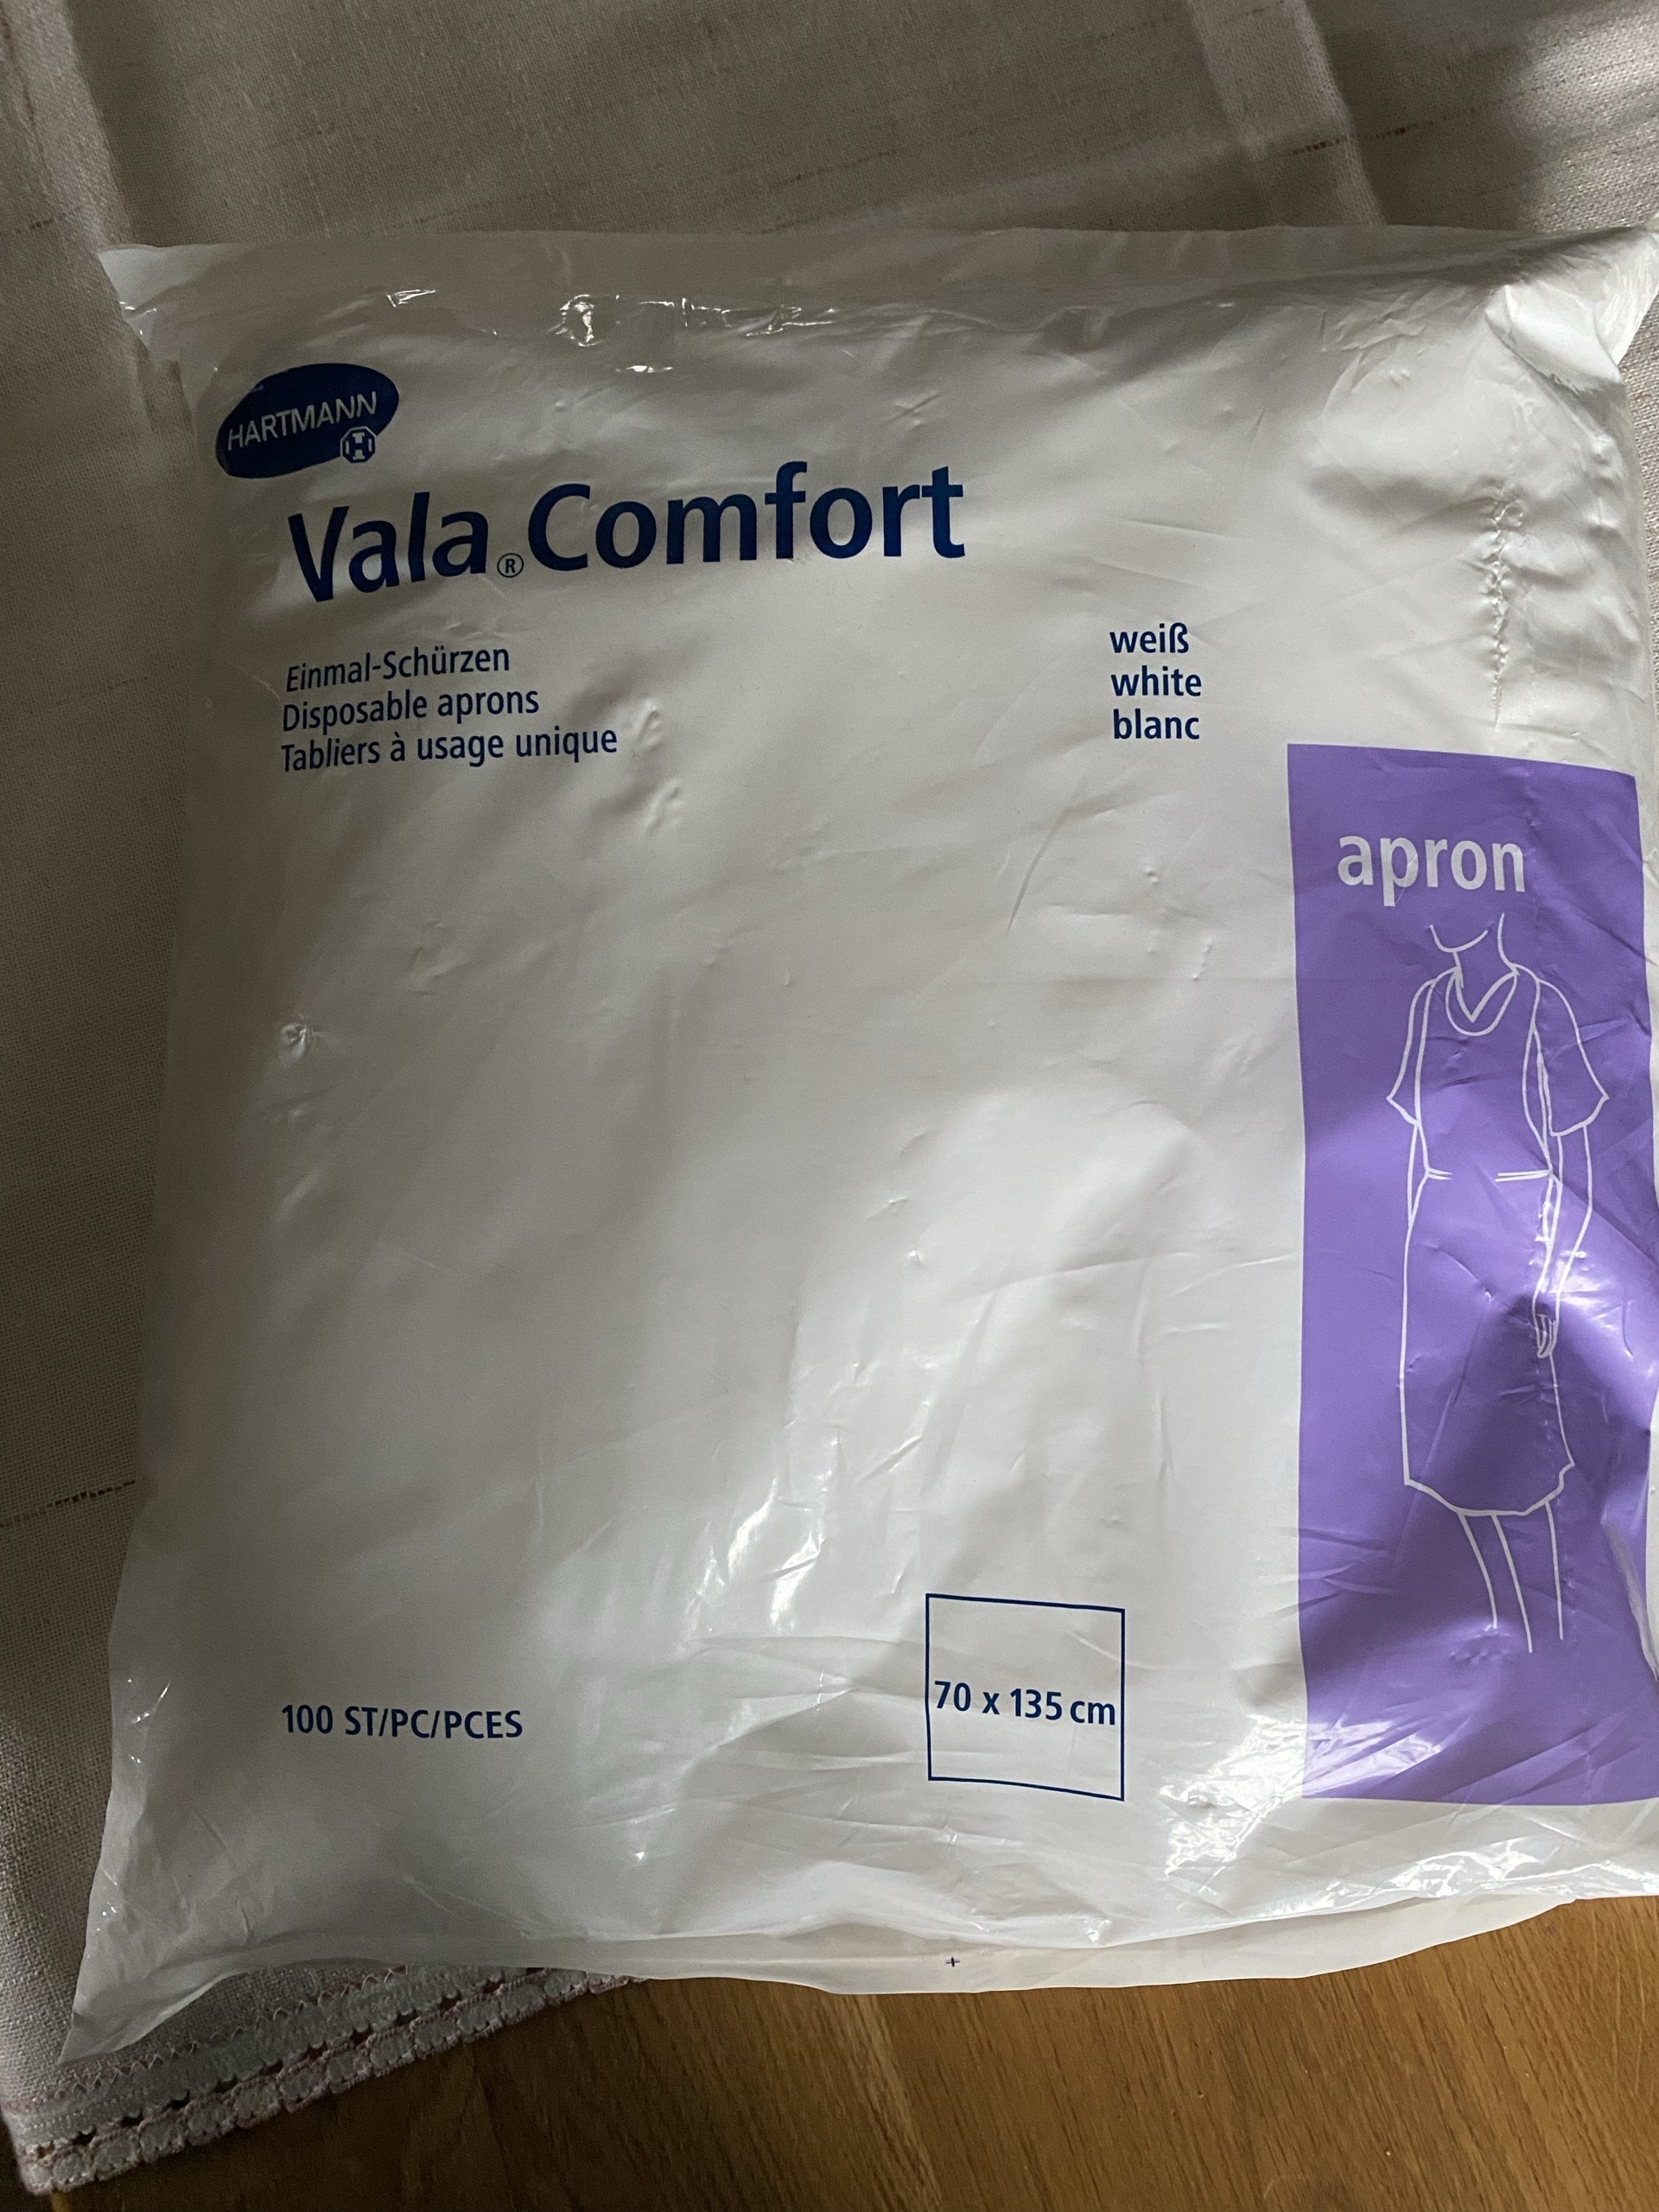 HARTMANN
Vala®Comfort
Einmal-Schürzen
Disposable aprons
Tabliers à usage unique
weiß
white
blanc
apron
100 ST/PC/PCES
70 x 135 cm